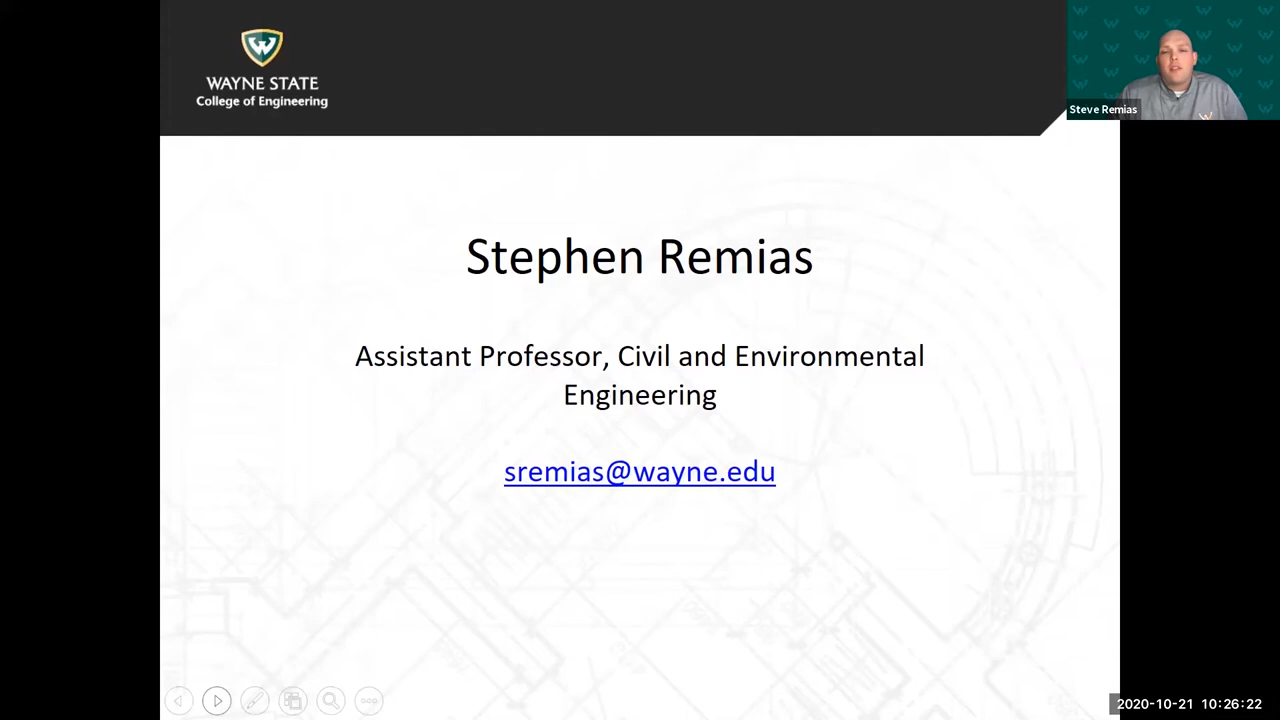 WAYNE STATE
College of Engineering
Steve Remias
Stephen Remias
Assistant Professor, Civil and Environmental
Engineering
sremias@wayne.edu
2020-10-21 10:26:22